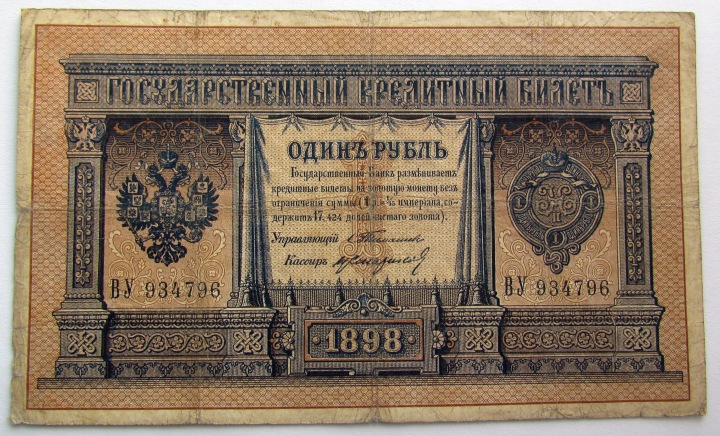 ГОСУДАРСТВЕННЫЙ КРЕДИТНЫЙ БИЛЕТЪ
ОДИНЪ РУБЛЬ
Государственный Банкъ размѣниваетъ
кредитные билеты на золотую монету безъ
ограниченія суммы (1 р. = 1/15 имперіала, со-
держитъ 17,424 долей чистаго золота).
Управляющій
Кассиръ
ВУ 934796
ВУ 934796
1898